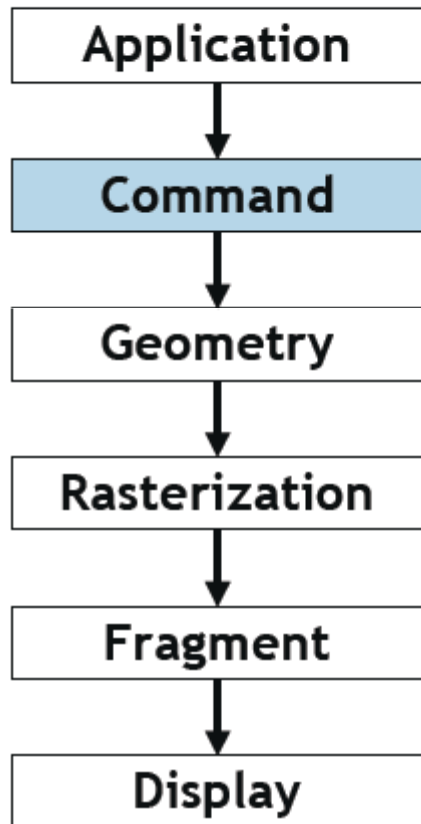 Application
Command
Geometry
Rasterization
Fragment
Display